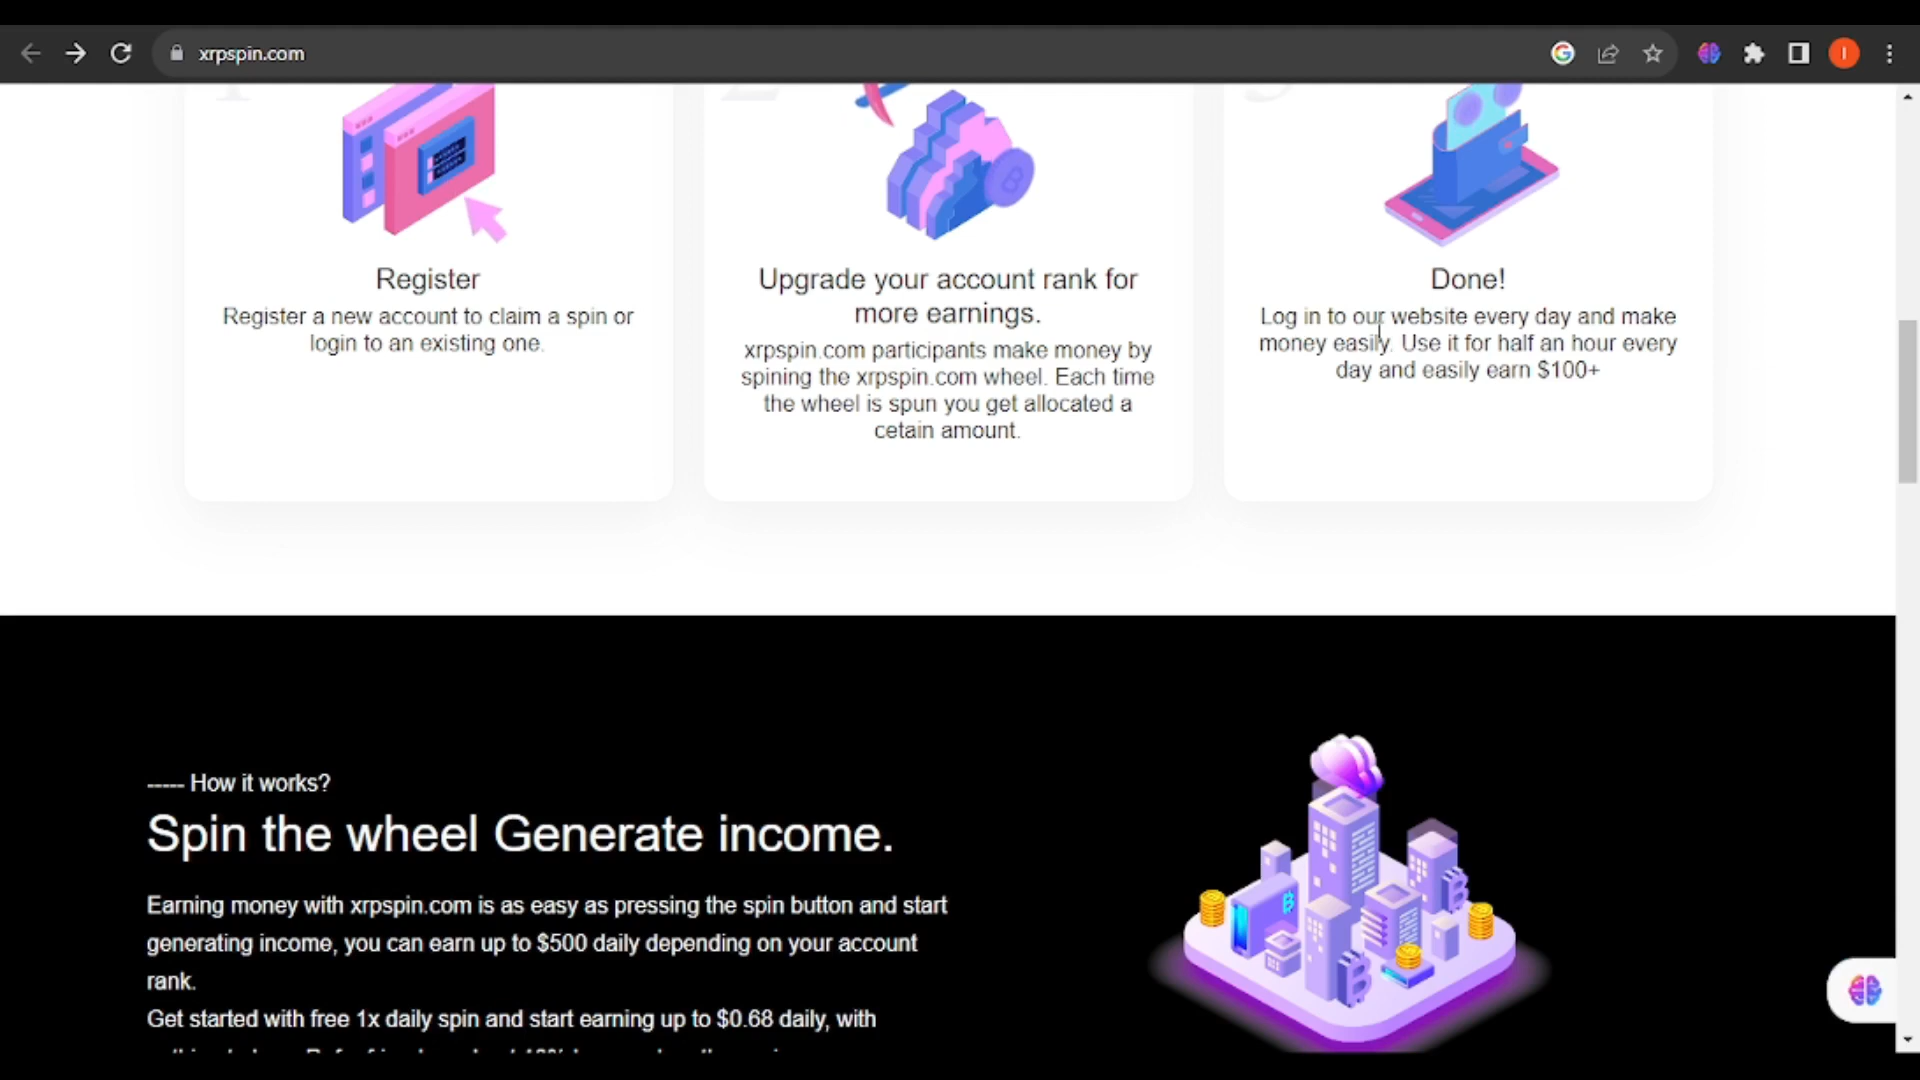 xrpspin.com
Register
Register a new account to claim a spin or
login to an existing one.
Upgrade your account rank for
more earnings.
xrpspin.com participants make money by
spining the xrpspin.com wheel. Each time
the wheel is spun you get allocated a
cetain amount.
Done!
Log in to our website every day and make
money easily. Use it for half an hour every
day and easily earn $100+
----- How it works?
Spin the wheel Generate income.
Earning money with xrpspin.com is as easy as pressing the spin button and start
generating income, you can earn up to $500 daily depending on your account
rank.
Get started with free 1x daily spin and start earning up to $0.68 daily, with